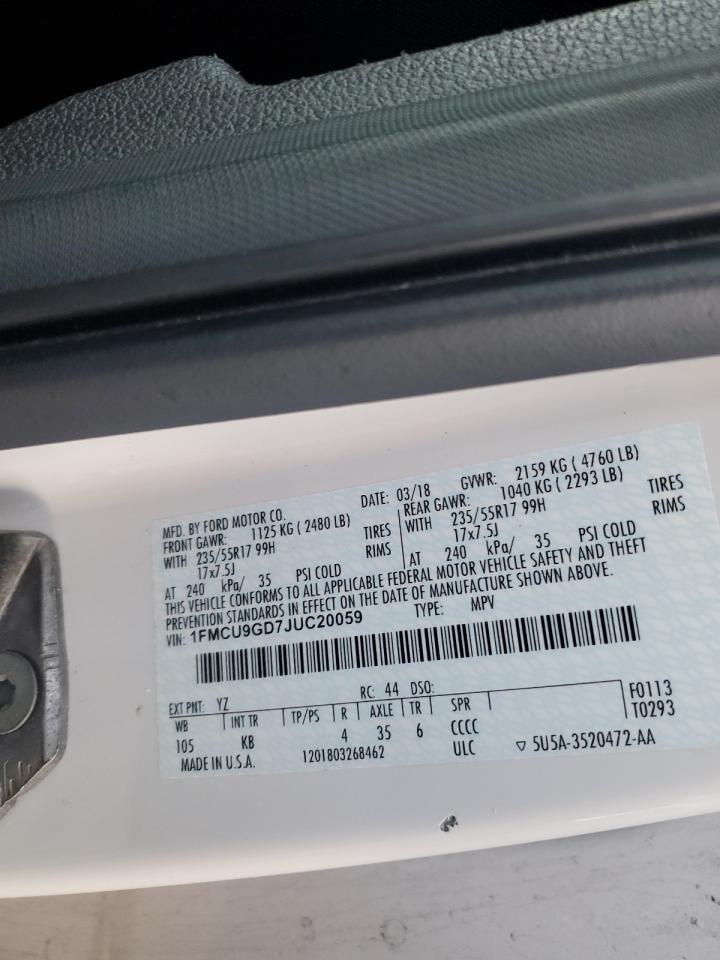 MFD. BY FORD MOTOR CO. DATE: 03/18 GVWR: 2159 KG ( 4760 LB)
FRONT GAWR: 1125 KG ( 2480 LB) REAR GAWR: 1040 KG ( 2293 LB)
WITH 235/55R17 99H TIRES WITH 235/55R17 99H TIRES
17x7.5J RIMS 17x7.5J RIMS
AT 240 kPa/ 35 PSI COLD AT 240 kPa/ 35 PSI COLD
THIS VEHICLE CONFORMS TO ALL APPLICABLE FEDERAL MOTOR VEHICLE SAFETY AND THEFT
PREVENTION STANDARDS IN EFFECT ON THE DATE OF MANUFACTURE SHOWN ABOVE.
VIN: 1FMCU9GD7JUC20059 TYPE: MPV
EXT PNT: YZ RC: 44 DSO: F0113
WB INT TR TP/PS R AXLE TR SPR T0293
105 KB 4 35 6 CCCC
MADE IN U.S.A. 1201803268462 ULC ▽ 5U5A-3520472-AA